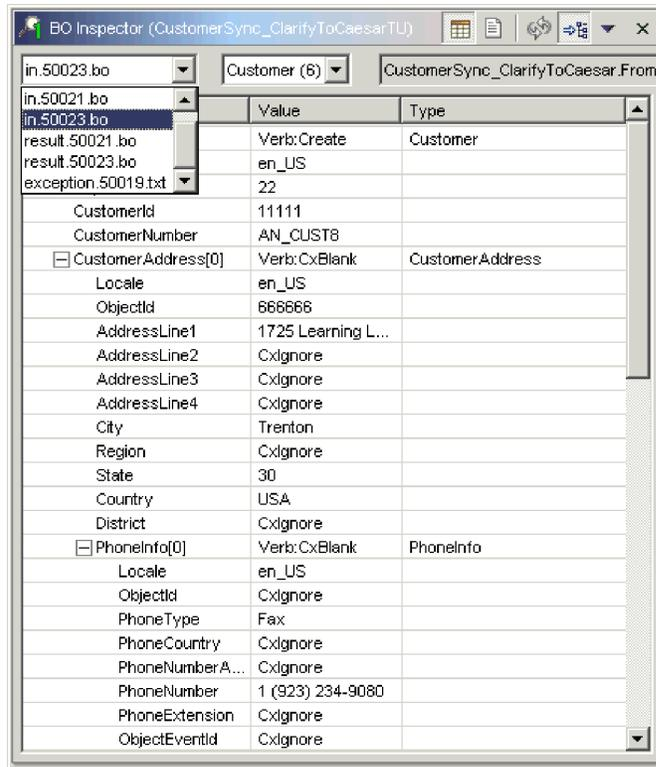 BO Inspector (CustomerSync_ClarifyToCaesarTU)
in.50023.bo Customer (6) CustomerSync_ClarifyToCaesar.From
in.50021.bo
in.50023.bo
result.50021.bo
result.50023.bo
exception.50019.txt
Value Type
Verb:Create Customer
en_US
22
CustomerId 11111
CustomerNumber AN_CUST8
CustomerAddress[0] Verb:CxBlank CustomerAddress
Locale en_US
ObjectId 666666
AddressLine1 1725 Learning L...
AddressLine2 CxIgnore
AddressLine3 CxIgnore
AddressLine4 CxIgnore
City Trenton
Region CxIgnore
State 30
Country USA
District CxIgnore
PhoneInfo[0] Verb:CxBlank PhoneInfo
Locale en_US
ObjectId CxIgnore
PhoneType Fax
PhoneCountry CxIgnore
PhoneNumberA... CxIgnore
PhoneNumber 1 (923) 234-9080
PhoneExtension CxIgnore
ObjectEventId CxIgnore